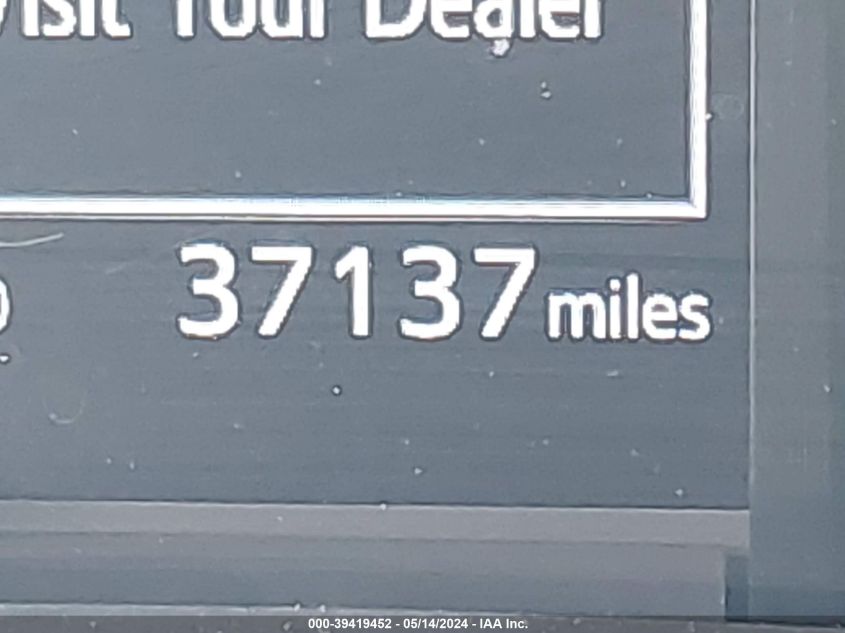 Visit Your Dealer
37137 miles
000-39419452 - 05/14/2024 - IAA Inc.